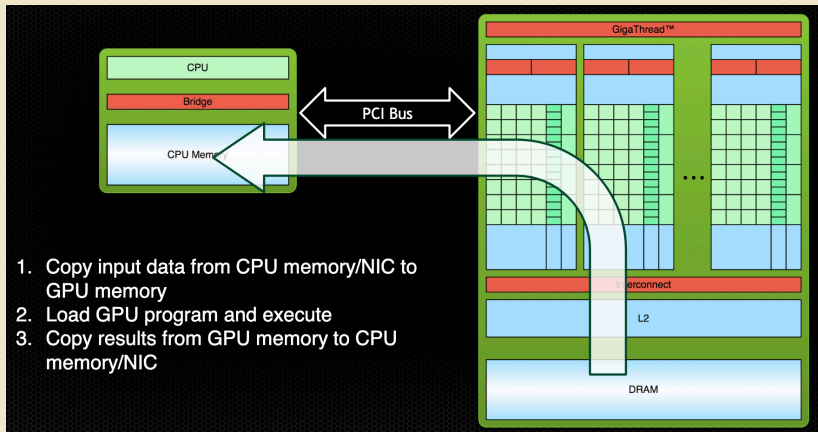 GigaThread™
CPU
Bridge
PCI Bus
CPU Memory
...
1. Copy input data from CPU memory/NIC to
GPU memory
2. Load GPU program and execute
3. Copy results from GPU memory to CPU
memory/NIC
Interconnect
L2
DRAM